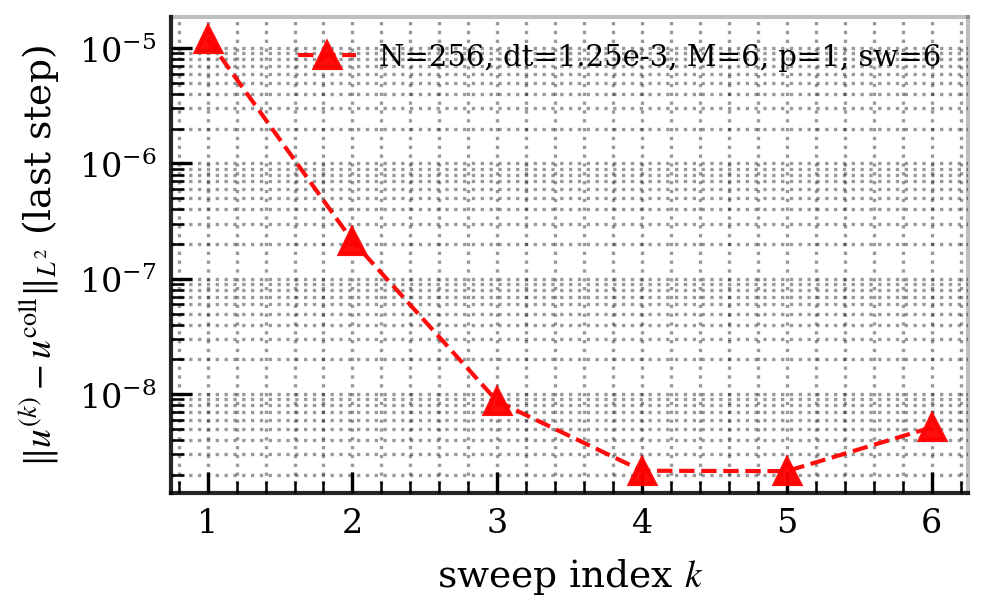 N=256, dt=1.25e-3, M=6, p=1, sw=6
‖u^(k) − u^coll‖_L² (last step)
10⁻⁵
10⁻⁶
10⁻⁷
10⁻⁸
1 2 3 4 5 6
sweep index k